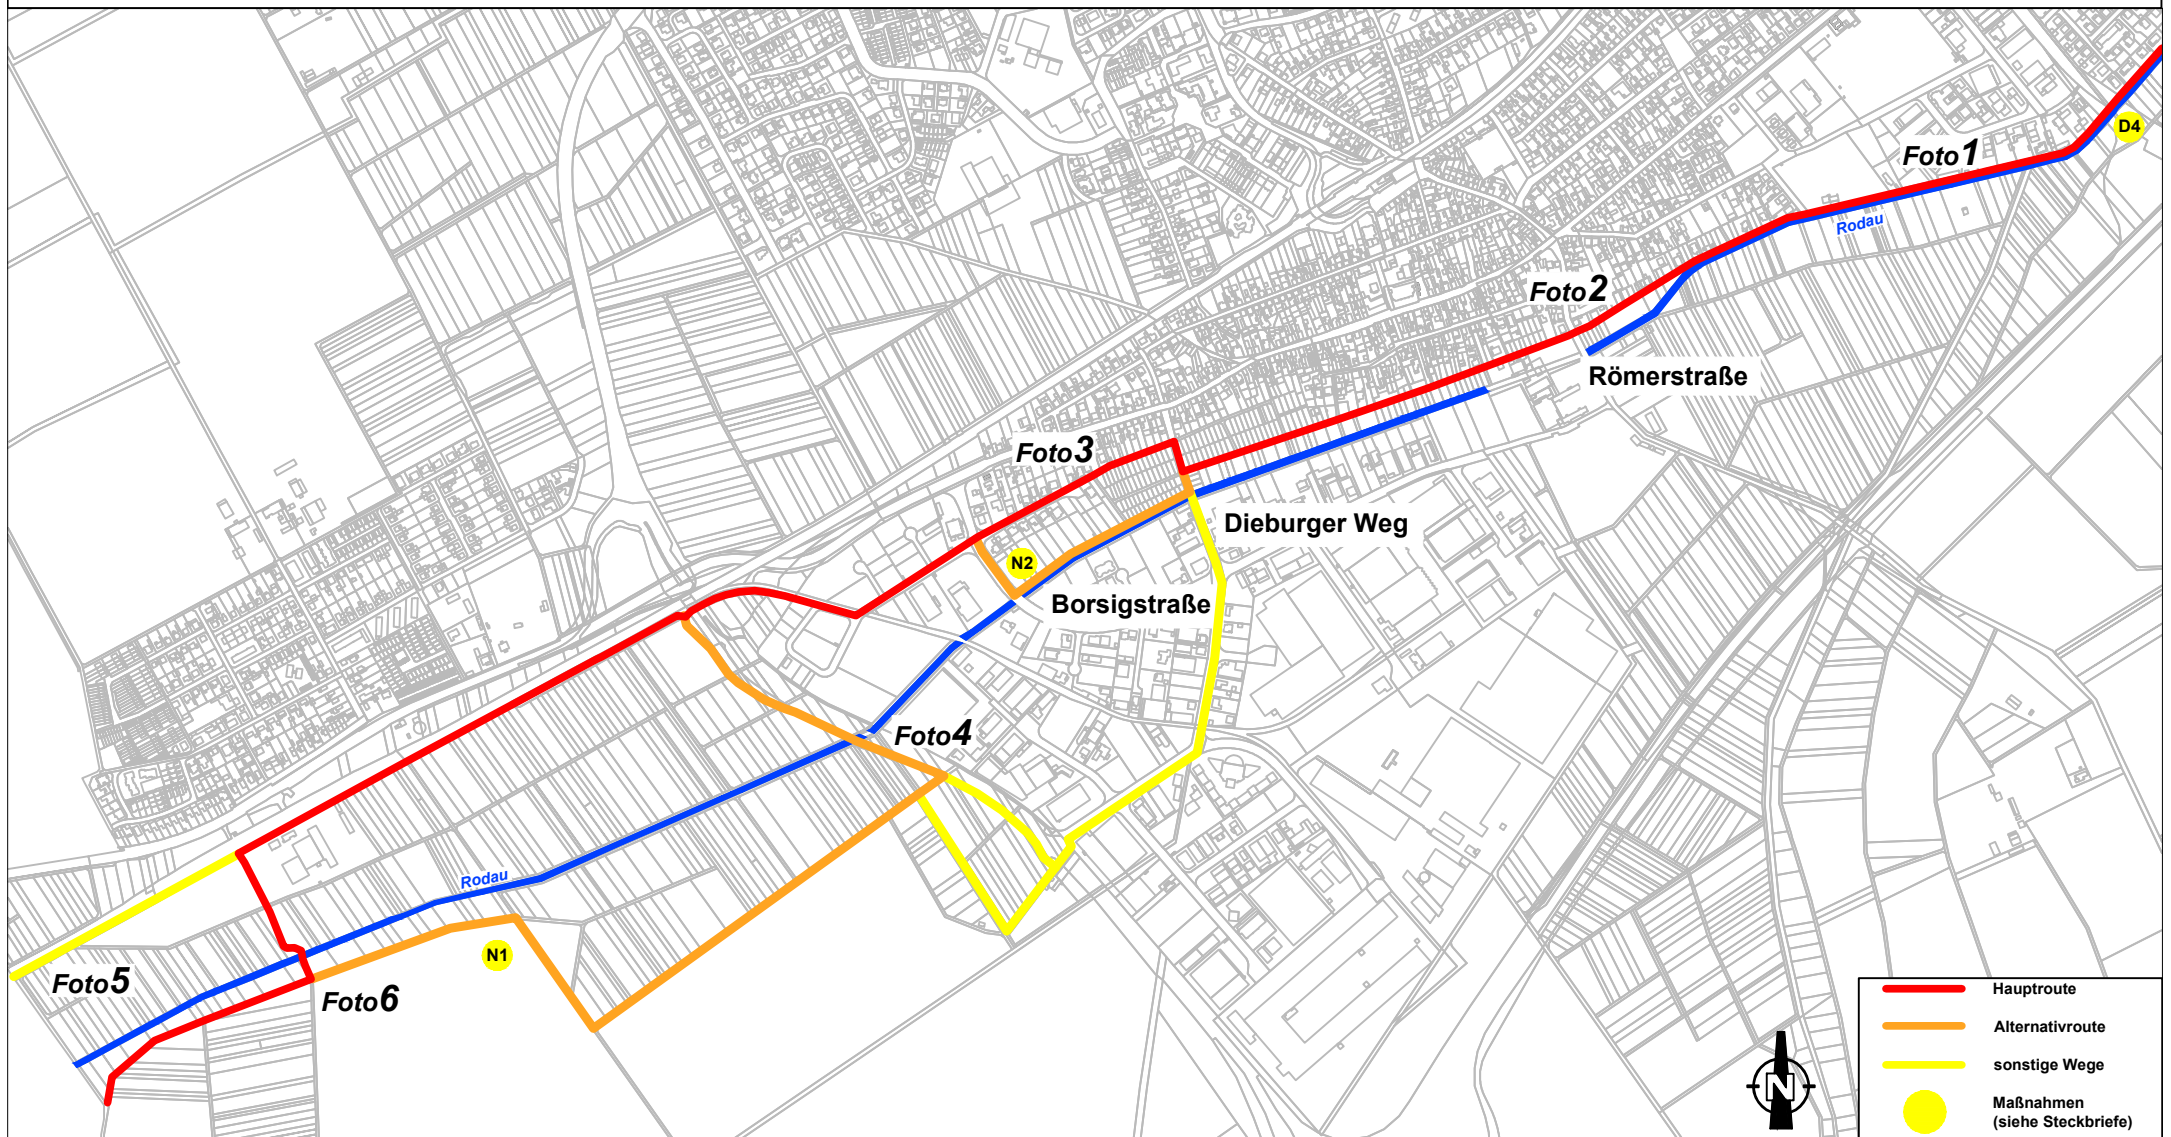 D4
Foto1
Rodau
Foto2
Römerstraße
Foto3
Dieburger Weg
N2
Borsigstraße
Foto4
Rodau
N1
Foto5
Foto6
Hauptroute
Alternativroute
sonstige Wege
Maßnahmen
(siehe Steckbriefe)
N